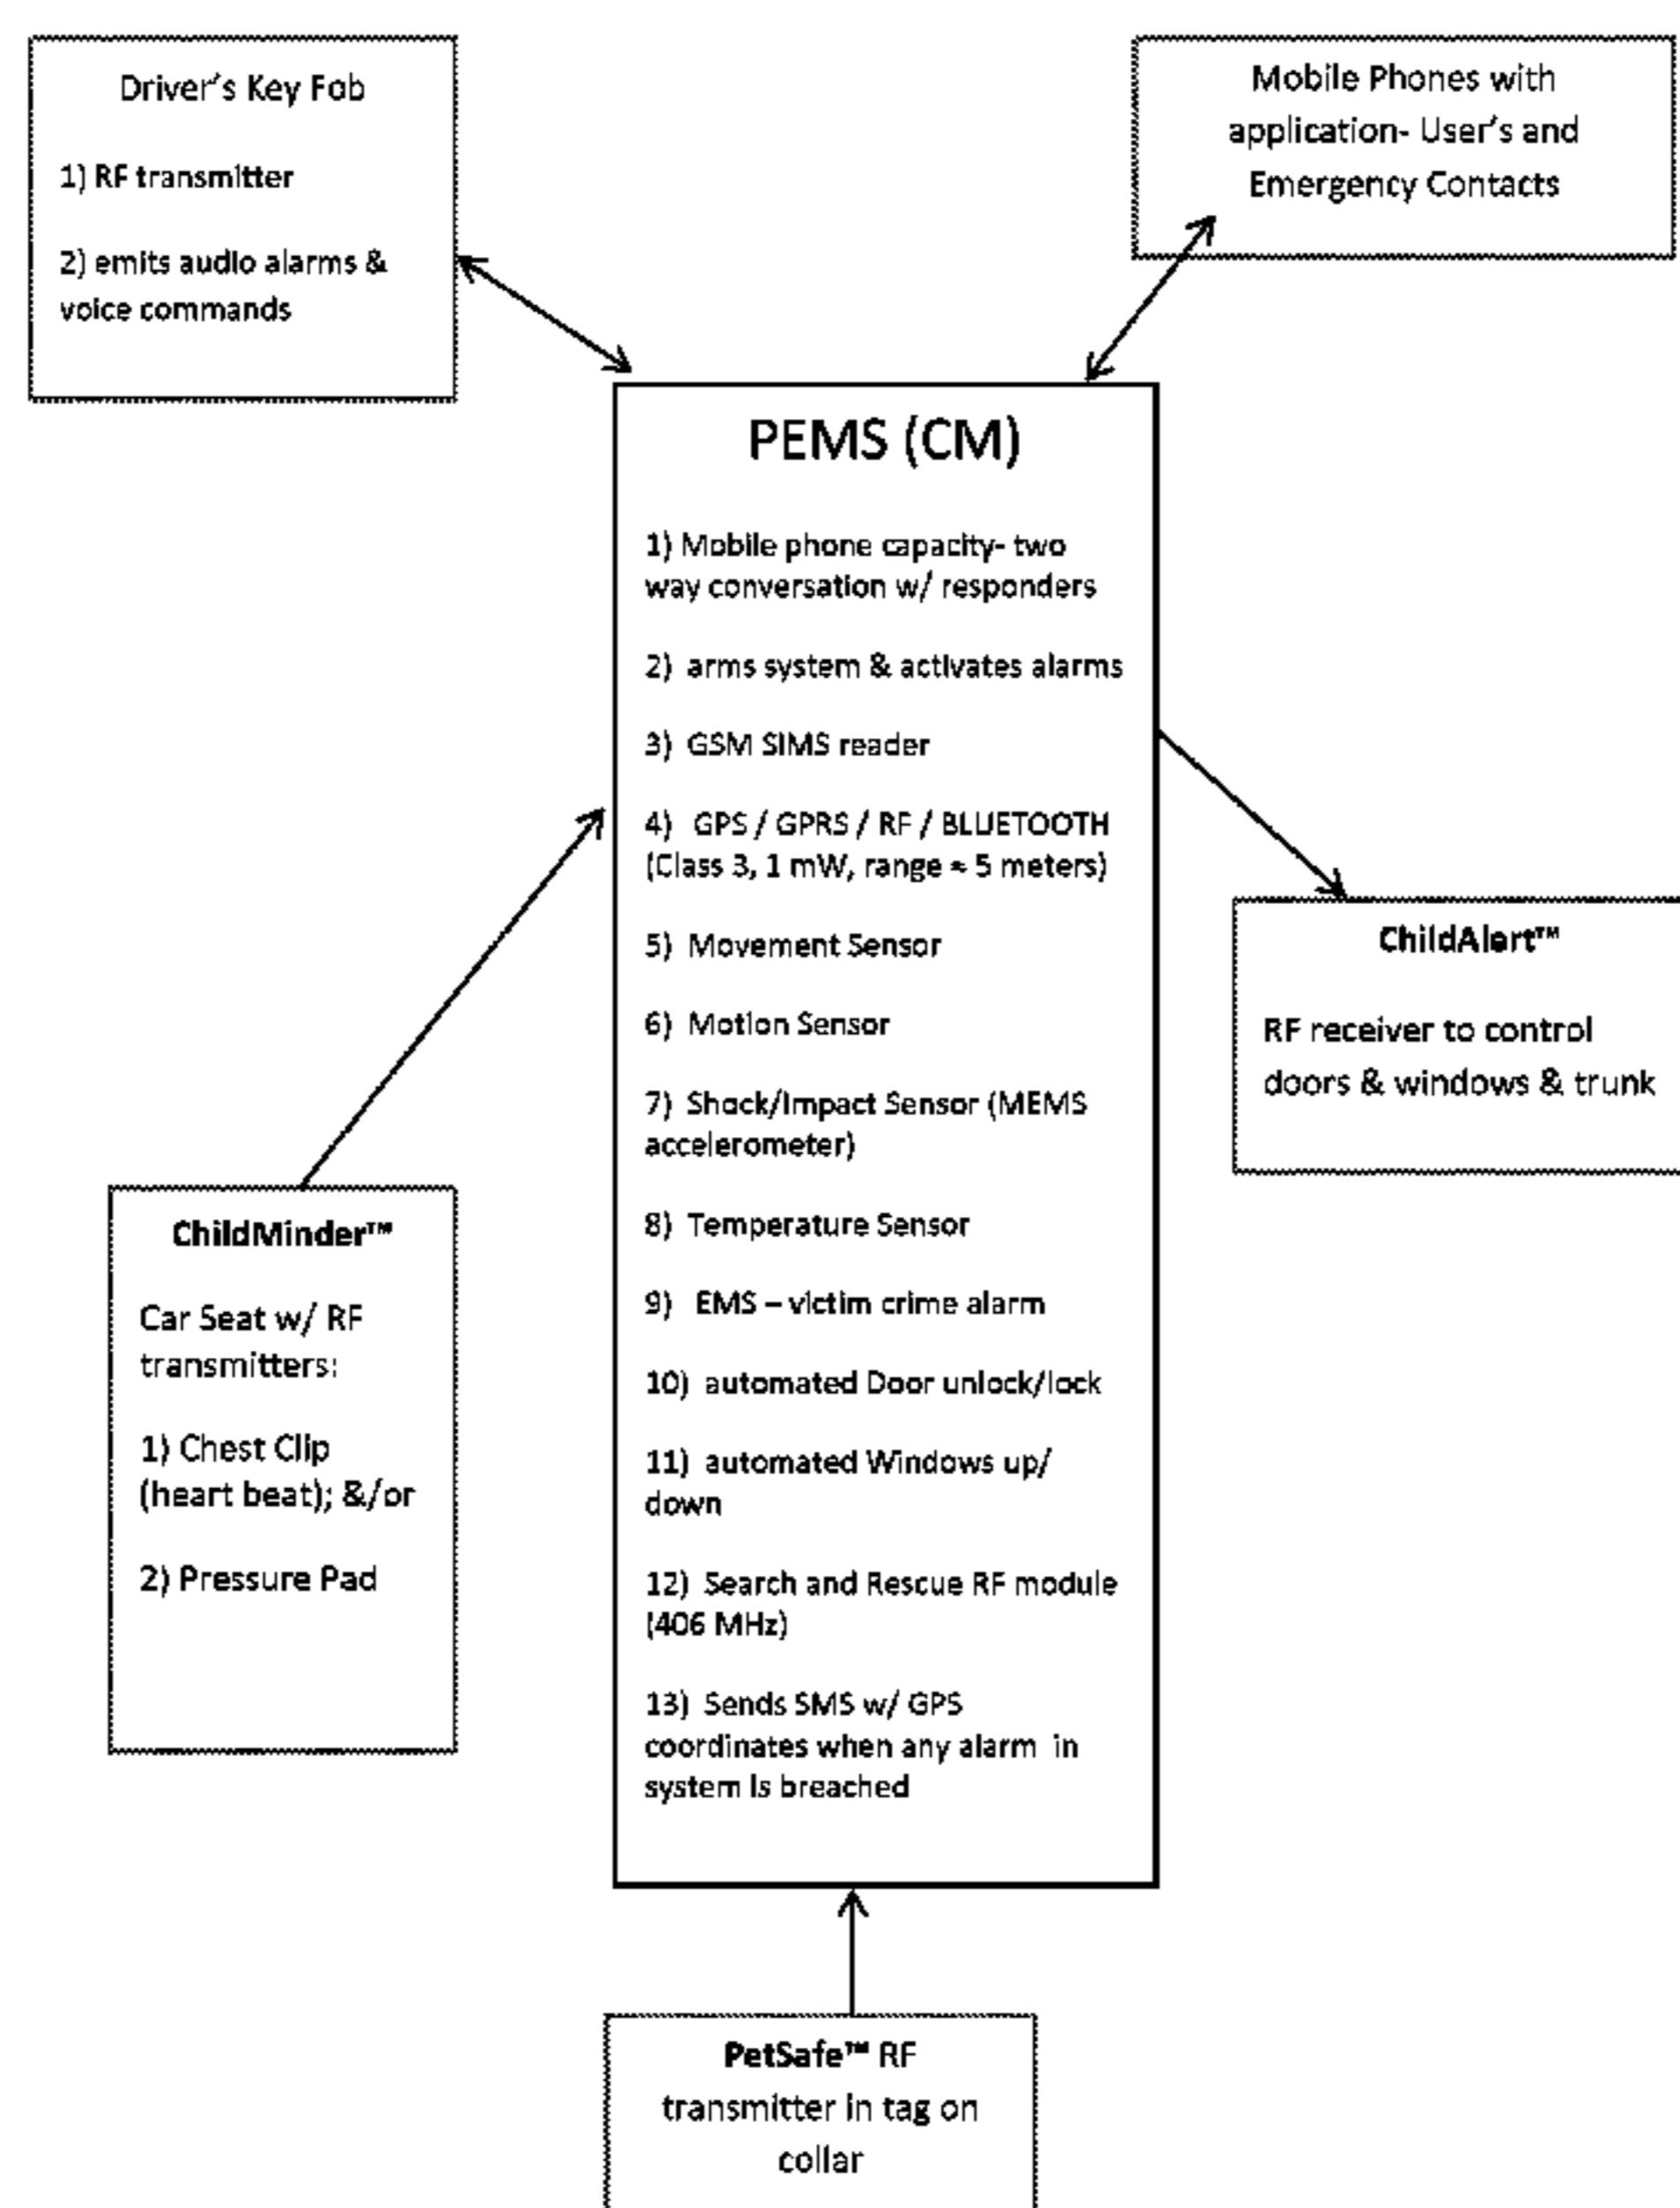 Driver's Key Fob
1) RF transmitter
2) emits audio alarms &
voice commands
Mobile Phones with
application- User's and
Emergency Contacts
PEMS (CM)
1) Mobile phone capacity- two
way conversation w/ responders
2) arms system & activates alarms
3) GSM SIMS reader
4) GPS / GPRS / RF / BLUETOOTH
(Class 3, 1 mW, range ≈ 5 meters)
5) Movement Sensor
6) Motion Sensor
7) Shock/Impact Sensor (MEMS
accelerometer)
8) Temperature Sensor
9) EMS – victim crime alarm
10) automated Door unlock/lock
11) automated Windows up/
down
12) Search and Rescue RF module
(406 MHz)
13) Sends SMS w/ GPS
coordinates when any alarm in
system is breached
ChildAlert™
RF receiver to control
doors & windows & trunk
ChildMinder™
Car Seat w/ RF
transmitters:
1) Chest Clip
(heart beat); &/or
2) Pressure Pad
PetSafe™ RF
transmitter in tag on
collar